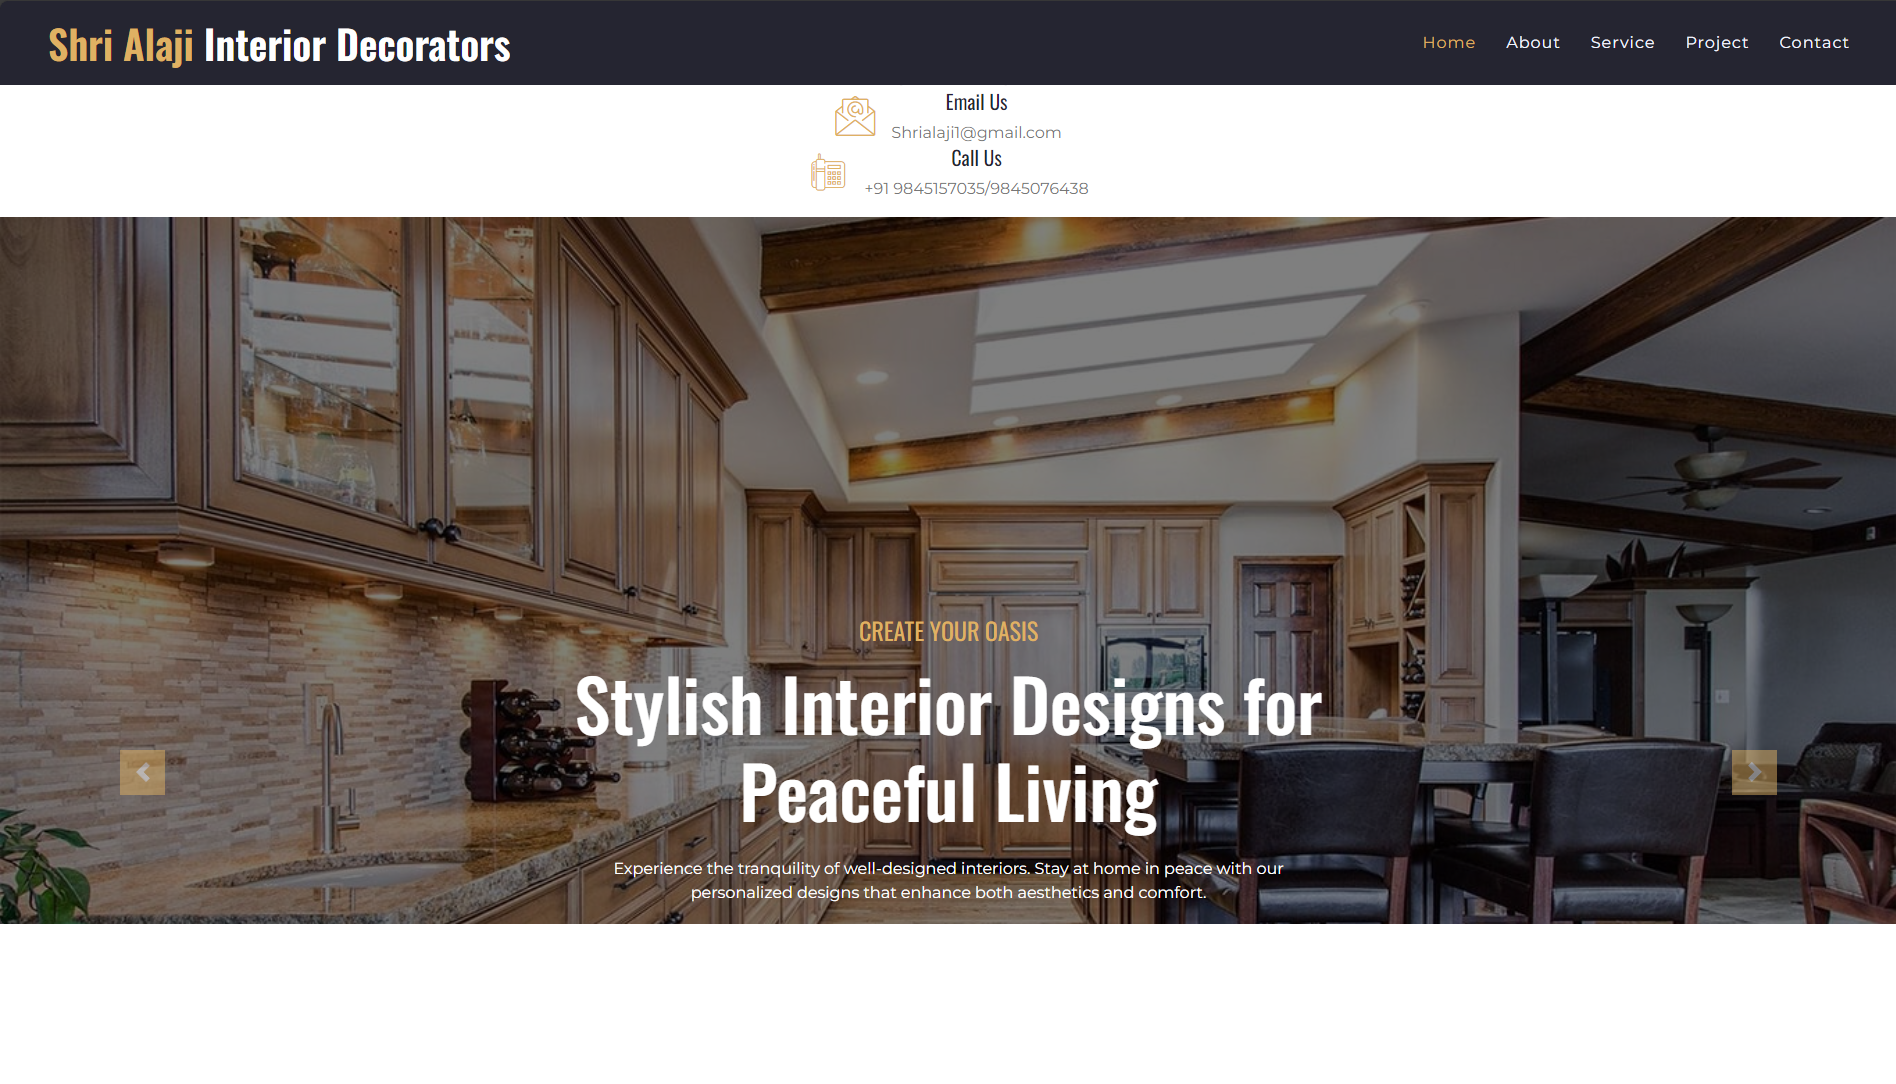 Shri Alaji Interior Decorators
Home About Service Project Contact
Email Us
Shrialaji1@gmail.com
Call Us
+91 9845157035/9845076438
CREATE YOUR OASIS
Stylish Interior Designs for
Peaceful Living
Experience the tranquility of well-designed interiors. Stay at home in peace with our
personalized designs that enhance both aesthetics and comfort.